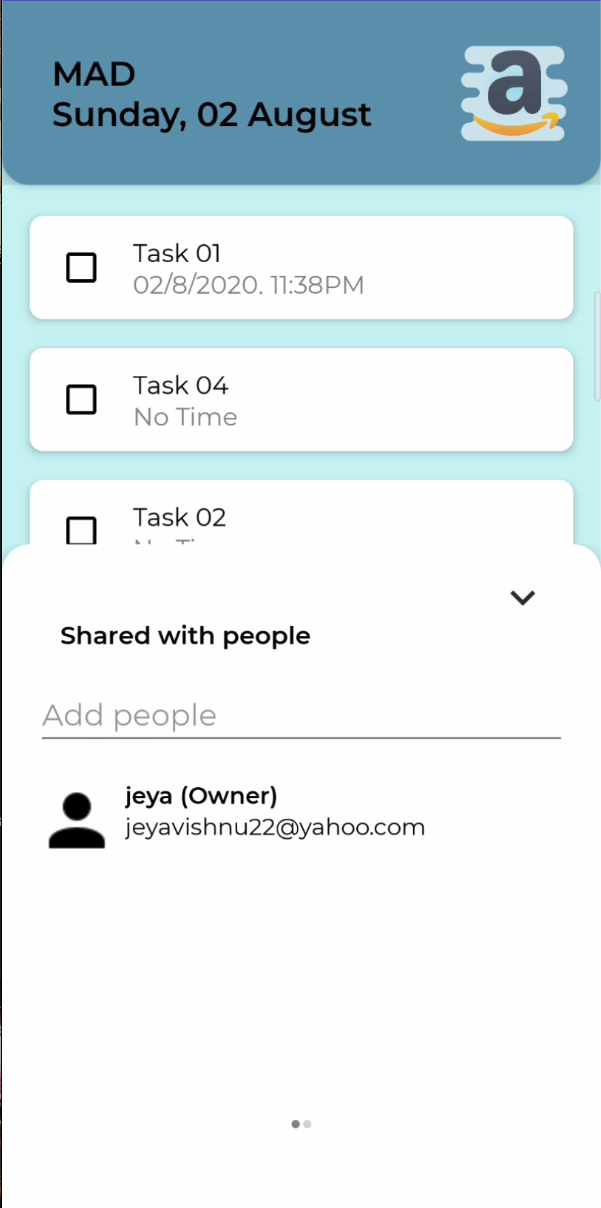 MAD
Sunday, 02 August
a
Task 01
02/8/2020. 11:38PM
Task 04
No Time
Task 02
Shared with people
Add people
jeya (Owner)
jeyavishnu22@yahoo.com